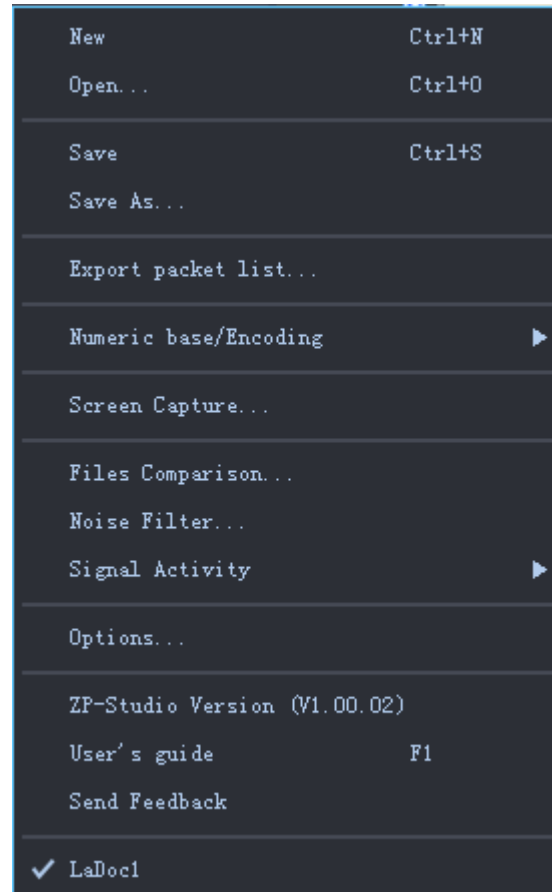 New Ctrl+N
Open... Ctrl+O
Save Ctrl+S
Save As...
Export packet list...
Numeric base/Encoding
Screen Capture...
Files Comparison...
Noise Filter...
Signal Activity
Options...
ZP-Studio Version (V1.00.02)
User's guide F1
Send Feedback
LaDoc1